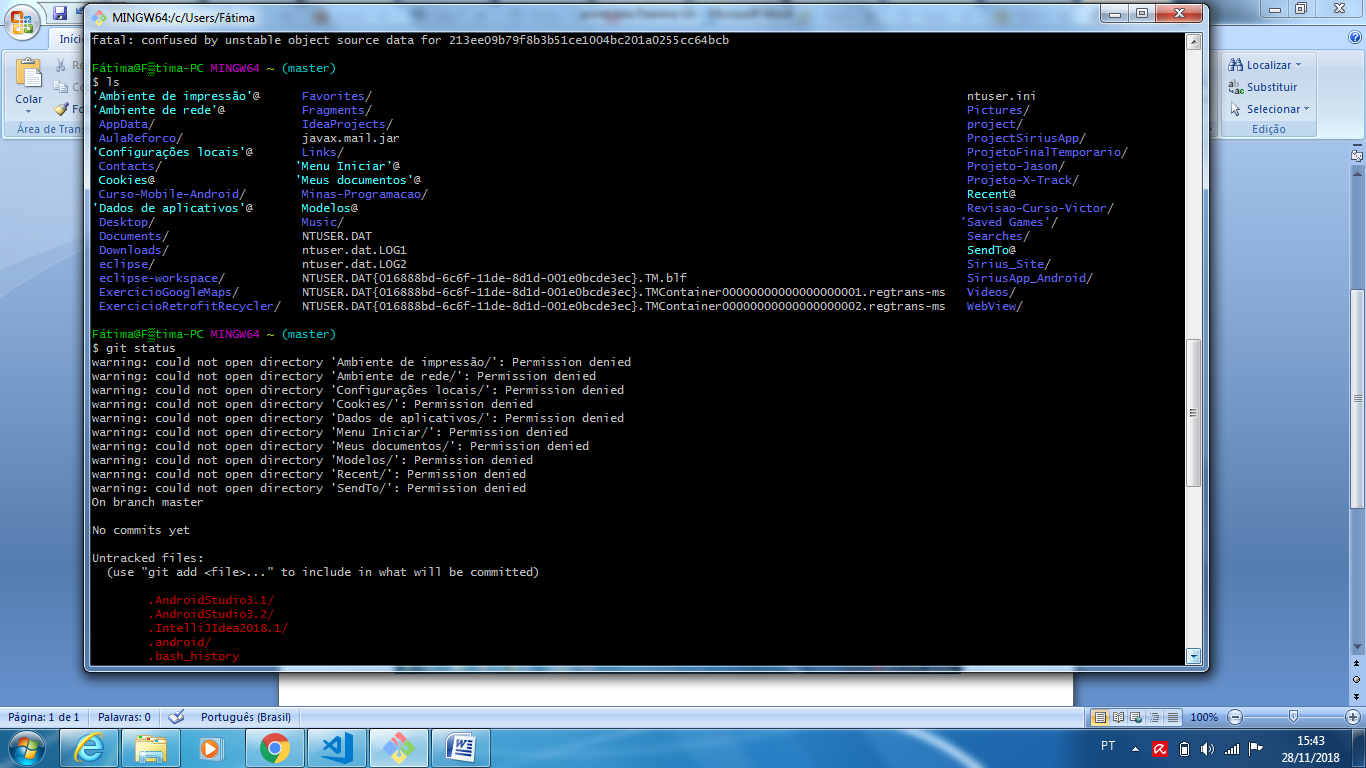 MINGW64:/c/Users/Fátima
fatal: confused by unstable object source data for 213ee09b79f8b3b51ce1004bc201a0255cc64bcb
Fátima@F▒tima-PC MINGW64 ~ (master)
$ ls
'Ambiente de impressão'@ Favorites/ ntuser.ini
'Ambiente de rede'@ Fragments/ Pictures/
AppData/ IdeaProjects/ project/
AulaReforco/ javax.mail.jar ProjectSiriusApp/
'Configurações locais'@ Links/ ProjetoFinalTemporario/
Contacts/ 'Menu Iniciar'@ Projeto-Jason/
Cookies@ 'Meus documentos'@ Projeto-X-Track/
Curso-Mobile-Android/ Minas-Programacao/ Recent@
'Dados de aplicativos'@ Modelos@ Revisao-Curso-Victor/
Desktop/ Music/ 'Saved Games'/
Documents/ NTUSER.DAT Searches/
Downloads/ ntuser.dat.LOG1 SendTo@
eclipse/ ntuser.dat.LOG2 Sirius_Site/
eclipse-workspace/ NTUSER.DAT{016888bd-6c6f-11de-8d1d-001e0bcde3ec}.TM.blf SiriusApp_Android/
ExercicioGoogleMaps/ NTUSER.DAT{016888bd-6c6f-11de-8d1d-001e0bcde3ec}.TMContainer00000000000000000001.regtrans-ms Videos/
ExercicioRetrofitRecycler/ NTUSER.DAT{016888bd-6c6f-11de-8d1d-001e0bcde3ec}.TMContainer00000000000000000002.regtrans-ms WebView/
Fátima@F▒tima-PC MINGW64 ~ (master)
$ git status
warning: could not open directory 'Ambiente de impressão/': Permission denied
warning: could not open directory 'Ambiente de rede/': Permission denied
warning: could not open directory 'Configurações locais/': Permission denied
warning: could not open directory 'Cookies/': Permission denied
warning: could not open directory 'Dados de aplicativos/': Permission denied
warning: could not open directory 'Menu Iniciar/': Permission denied
warning: could not open directory 'Meus documentos/': Permission denied
warning: could not open directory 'Modelos/': Permission denied
warning: could not open directory 'Recent/': Permission denied
warning: could not open directory 'SendTo/': Permission denied
On branch master
No commits yet
Untracked files:
(use "git add <file>..." to include in what will be committed)
.AndroidStudio3.1/
.AndroidStudio3.2/
.IntelliJIdea2018.1/
.android/
.bash_history
Colar
Área de
Localizar
Substituir
Selecionar
Edição
Página: 1 de 1 Palavras: 0 Português (Brasil) 100%
PT
15:43
28/11/2018